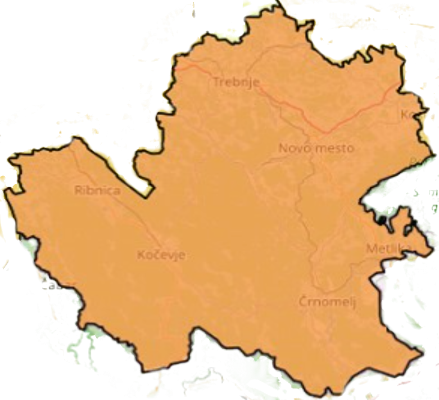 Trebnje
Novo mesto
Ribnica
Kočevje
Metlika
Črnomelj